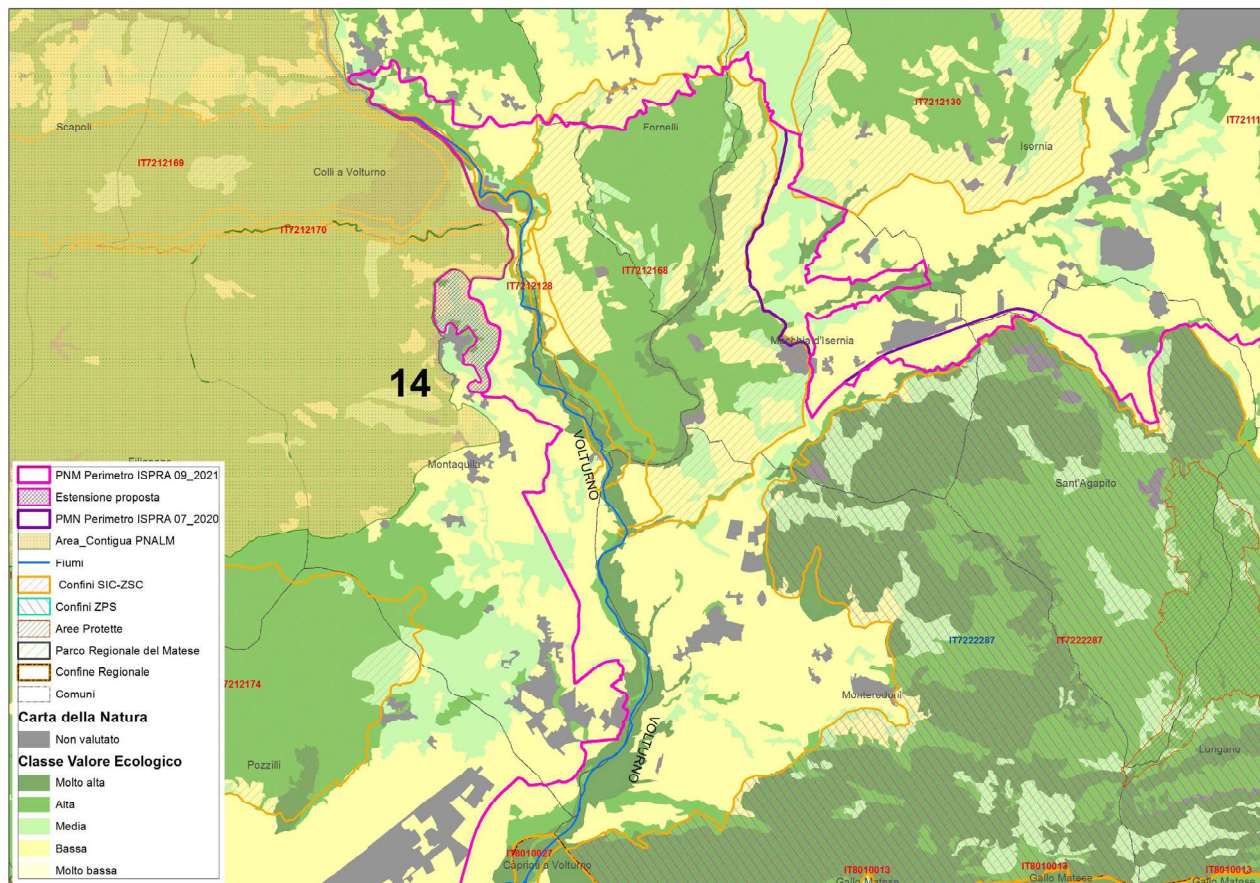 IT7212130
IT72111
Scapoli
Fornelli
Isernia
IT7212169
Colli a Volturno
IT7212170
IT7212168
IT7212128
Macchia d'Isernia
14
Filignano
Montaquila
VOLTURNO
Sant'Agapito
IT7222287
IT7222287
7212174
Monteroduni
VOLTURNO
Longano
Pozzilli
IT8010027
Capriati a Volturno
IT8010013
Gallo Matese
IT8010013
Gallo Matese
IT8010013
Gallo Matese
PNM Perimetro ISPRA 09_2021
Estensione proposta
PMN Perimetro ISPRA 07_2020
Area_Contigua PNALM
Fiumi
Confini SIC-ZSC
Confini ZPS
Aree Protette
Parco Regionale del Matese
Confine Regionale
Comuni
Carta della Natura
Non valutato
Classe Valore Ecologico
Molto alta
Alta
Media
Bassa
Molto bassa